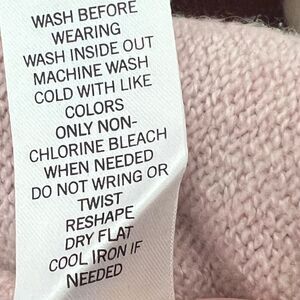 WASH BEFORE
WEARING
WASH INSIDE OUT
MACHINE WASH
COLD WITH LIKE
COLORS
ONLY NON-
CHLORINE BLEACH
WHEN NEEDED
DO NOT WRING OR
TWIST
RESHAPE
DRY FLAT
COOL IRON IF
NEEDED